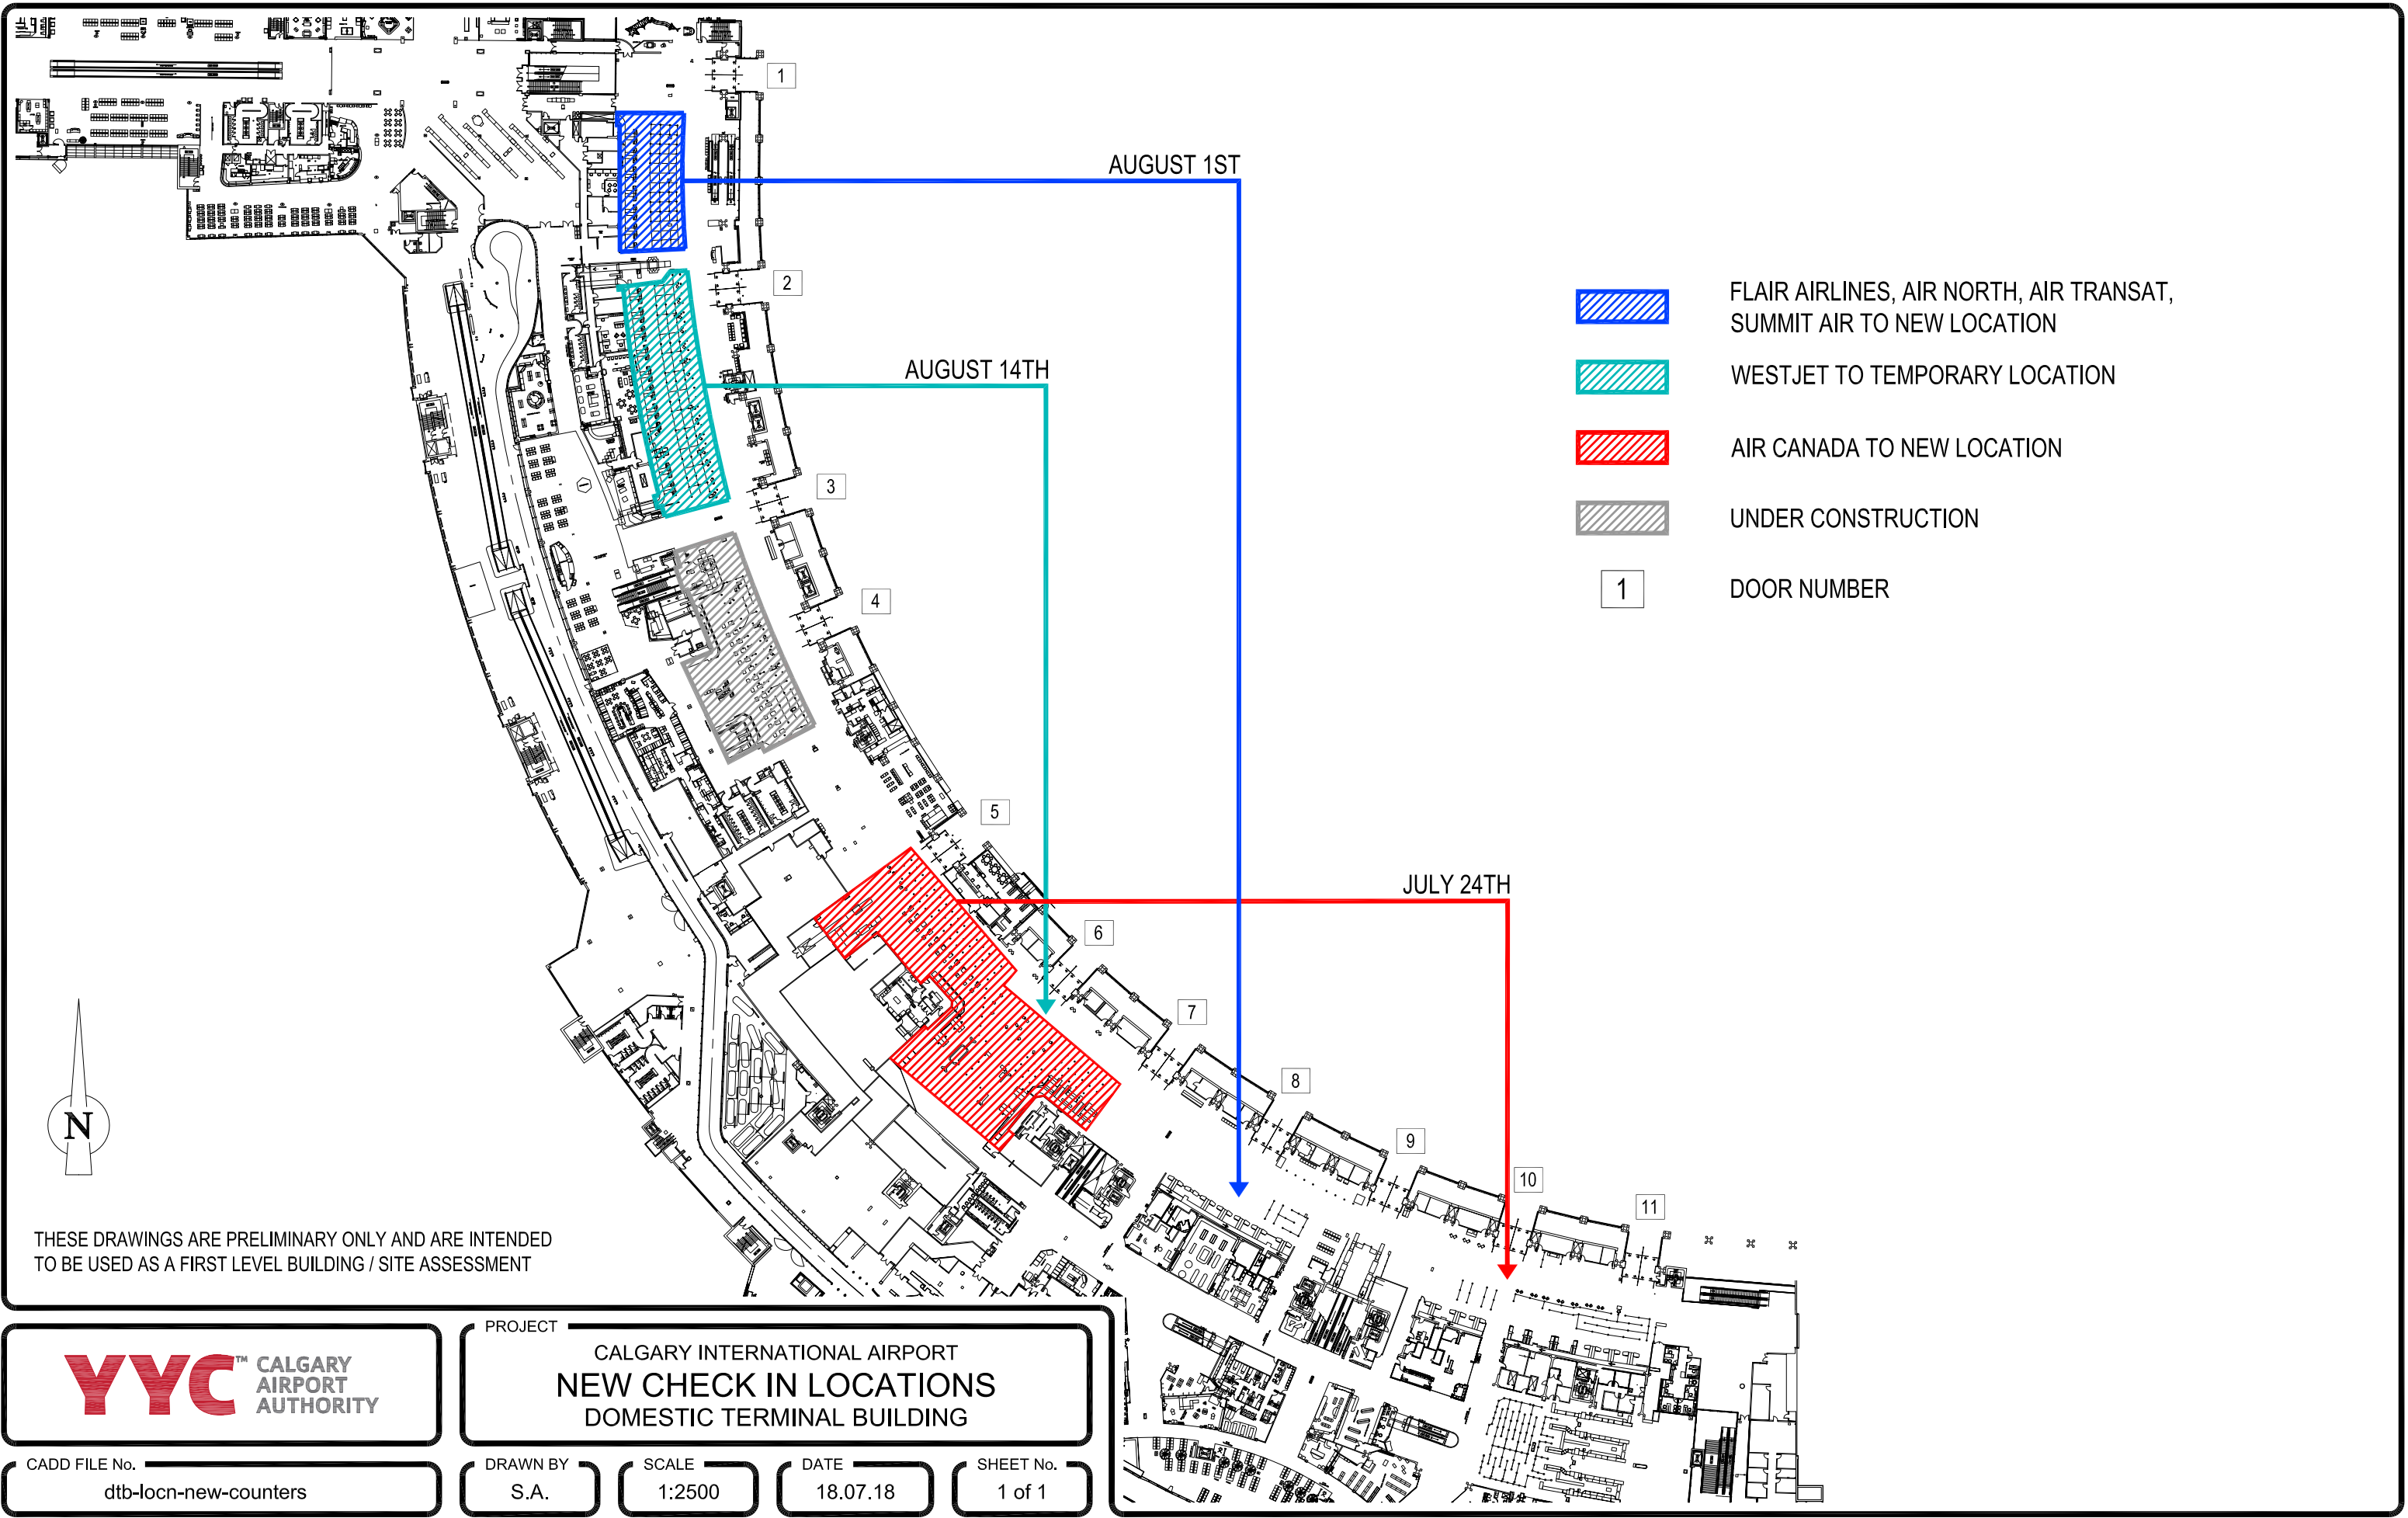 1
AUGUST 1ST
2
AUGUST 14TH
3
4
5
JULY 24TH
6
7
8
9
10
11
FLAIR AIRLINES, AIR NORTH, AIR TRANSAT,
SUMMIT AIR TO NEW LOCATION
WESTJET TO TEMPORARY LOCATION
AIR CANADA TO NEW LOCATION
UNDER CONSTRUCTION
1
DOOR NUMBER
N
THESE DRAWINGS ARE PRELIMINARY ONLY AND ARE INTENDED
TO BE USED AS A FIRST LEVEL BUILDING / SITE ASSESSMENT
YYC™
CALGARY
AIRPORT
AUTHORITY
PROJECT
CALGARY INTERNATIONAL AIRPORT
NEW CHECK IN LOCATIONS
DOMESTIC TERMINAL BUILDING
CADD FILE No.
dtb-locn-new-counters
DRAWN BY
S.A.
SCALE
1:2500
DATE
18.07.18
SHEET No.
1 of 1